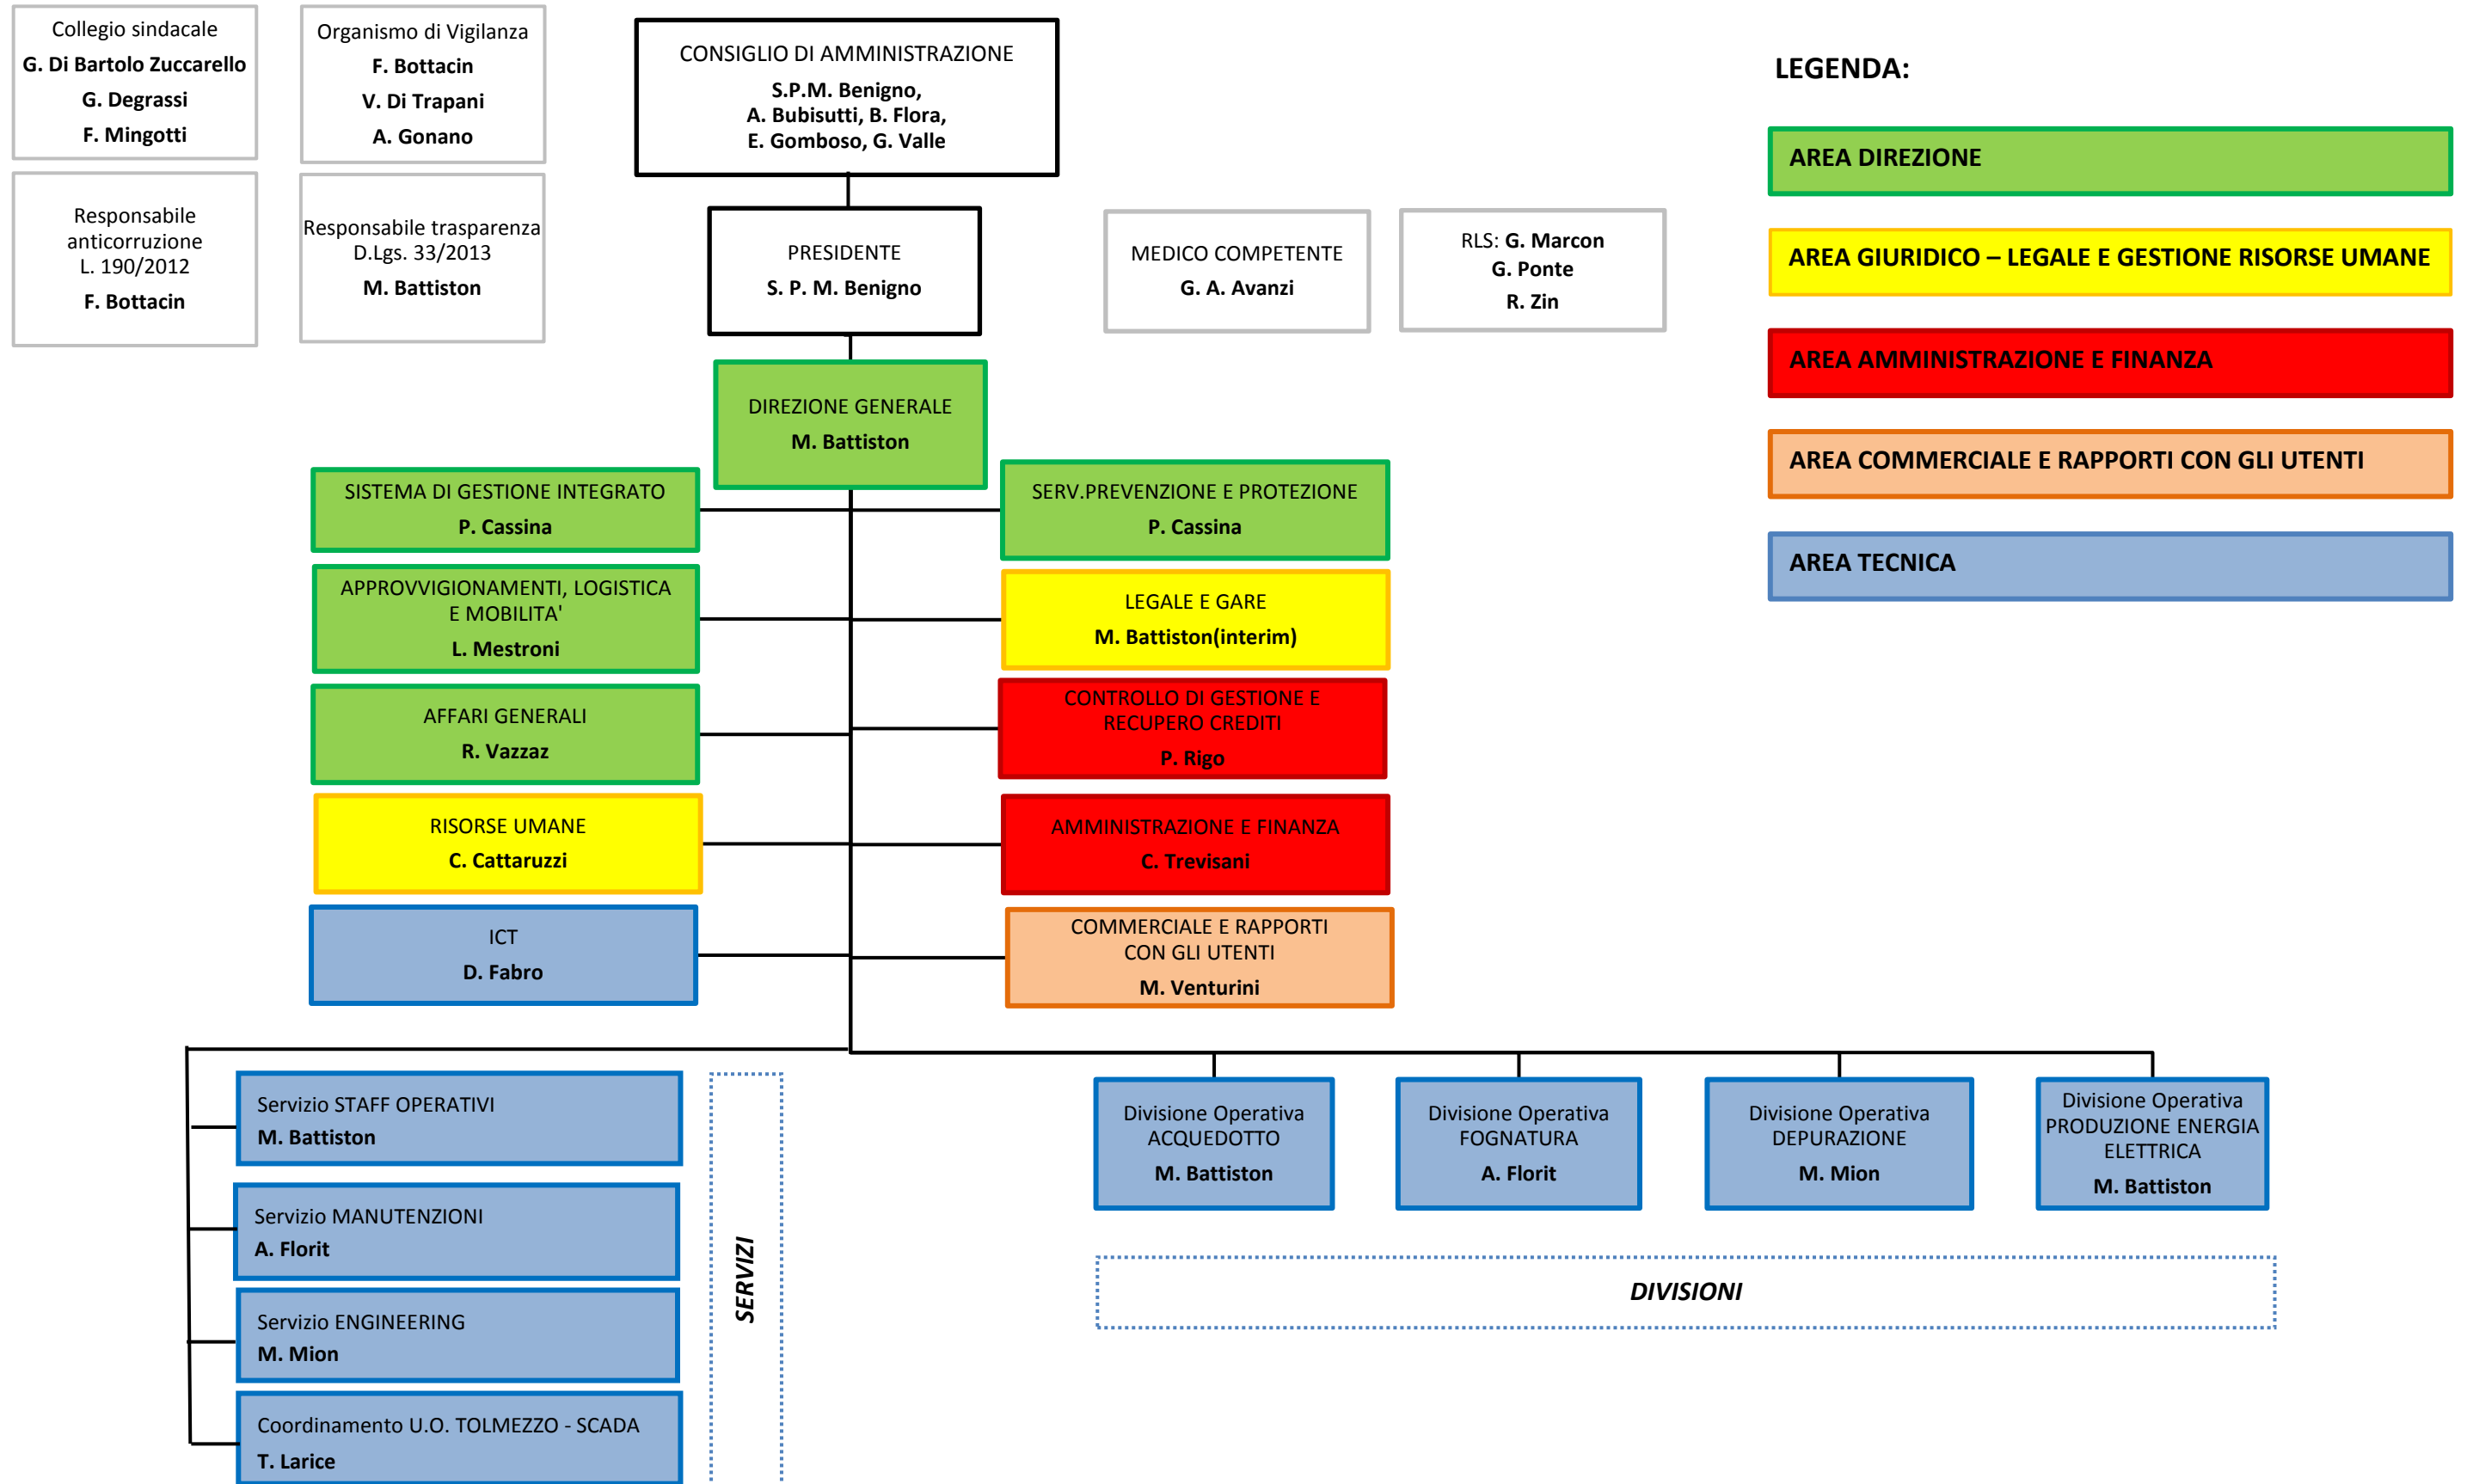 Collegio sindacale
G. Di Bartolo Zuccarello
G. Degrassi
F. Mingotti
Organismo di Vigilanza
F. Bottacin
V. Di Trapani
A. Gonano
CONSIGLIO DI AMMINISTRAZIONE
S.P.M. Benigno,
A. Bubisutti, B. Flora,
E. Gomboso, G. Valle
LEGENDA:
AREA DIREZIONE
AREA GIURIDICO – LEGALE E GESTIONE RISORSE UMANE
AREA AMMINISTRAZIONE E FINANZA
AREA COMMERCIALE E RAPPORTI CON GLI UTENTI
AREA TECNICA
Responsabile
anticorruzione
L. 190/2012
F. Bottacin
Responsabile trasparenza
D.Lgs. 33/2013
M. Battiston
PRESIDENTE
S. P. M. Benigno
MEDICO COMPETENTE
G. A. Avanzi
RLS: G. Marcon
G. Ponte
R. Zin
DIREZIONE GENERALE
M. Battiston
SISTEMA DI GESTIONE INTEGRATO
P. Cassina
SERV.PREVENZIONE E PROTEZIONE
P. Cassina
APPROVVIGIONAMENTI, LOGISTICA
E MOBILITA'
L. Mestroni
LEGALE E GARE
M. Battiston(interim)
AFFARI GENERALI
R. Vazzaz
CONTROLLO DI GESTIONE E
RECUPERO CREDITI
P. Rigo
RISORSE UMANE
C. Cattaruzzi
AMMINISTRAZIONE E FINANZA
C. Trevisani
ICT
D. Fabro
COMMERCIALE E RAPPORTI
CON GLI UTENTI
M. Venturini
Servizio STAFF OPERATIVI
M. Battiston
Servizio MANUTENZIONI
A. Florit
Servizio ENGINEERING
M. Mion
Coordinamento U.O. TOLMEZZO - SCADA
T. Larice
SERVIZI
Divisione Operativa
ACQUEDOTTO
M. Battiston
Divisione Operativa
FOGNATURA
A. Florit
Divisione Operativa
DEPURAZIONE
M. Mion
Divisione Operativa
PRODUZIONE ENERGIA
ELETTRICA
M. Battiston
DIVISIONI